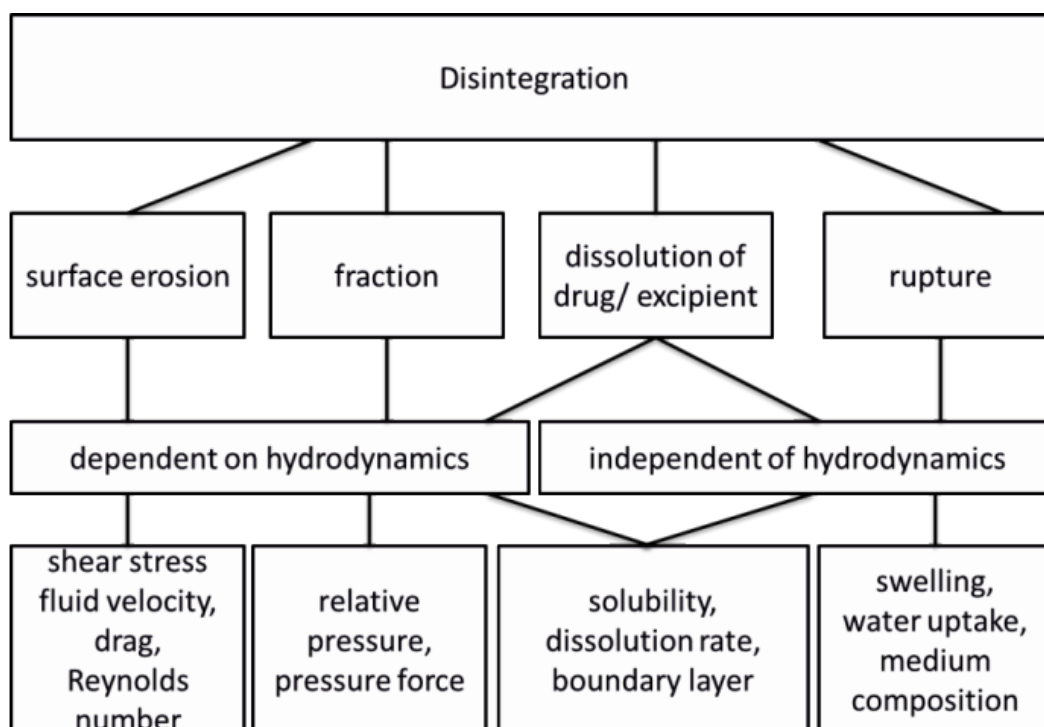 Disintegration
surface erosion
fraction
dissolution of
drug/ excipient
rupture
dependent on hydrodynamics
independent of hydrodynamics
shear stress
fluid velocity,
drag,
Reynolds
number
relative
pressure,
pressure force
solubility,
dissolution rate,
boundary layer
swelling,
water uptake,
medium
composition